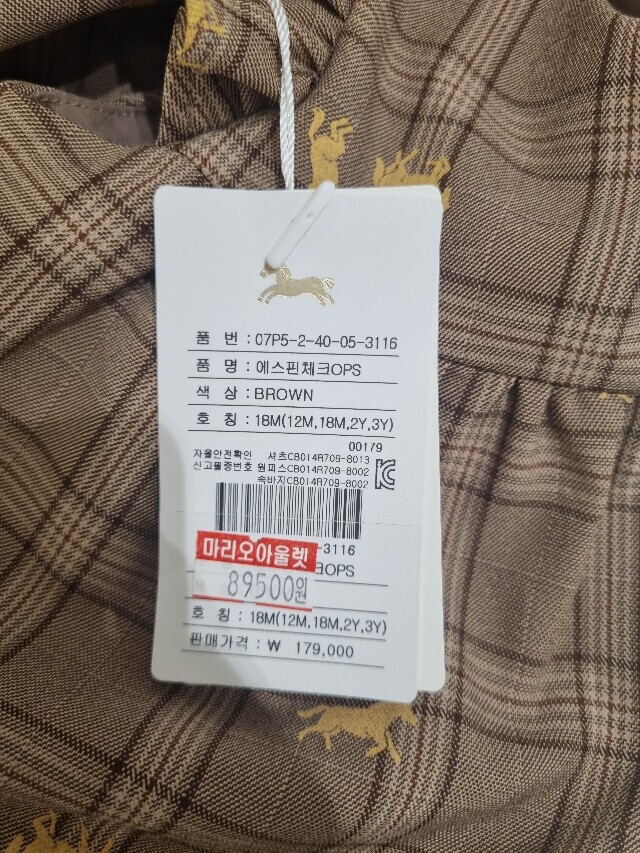 품 번 : 07P5-2-40-05-3116
품 명 : 에스핀체크OPS
색 상 : BROWN
호 칭 : 18M(12M,18M,2Y,3Y)
00179
자율안전확인 셔츠CB014R709-8013
신고필증번호 원피스CB014R709-8002
속바지CB014R709-8002
-3116
마리오아울렛
OPS
89500원
호 칭 : 18M(12M,18M,2Y,3Y)
판매가격 : ₩ 179,000